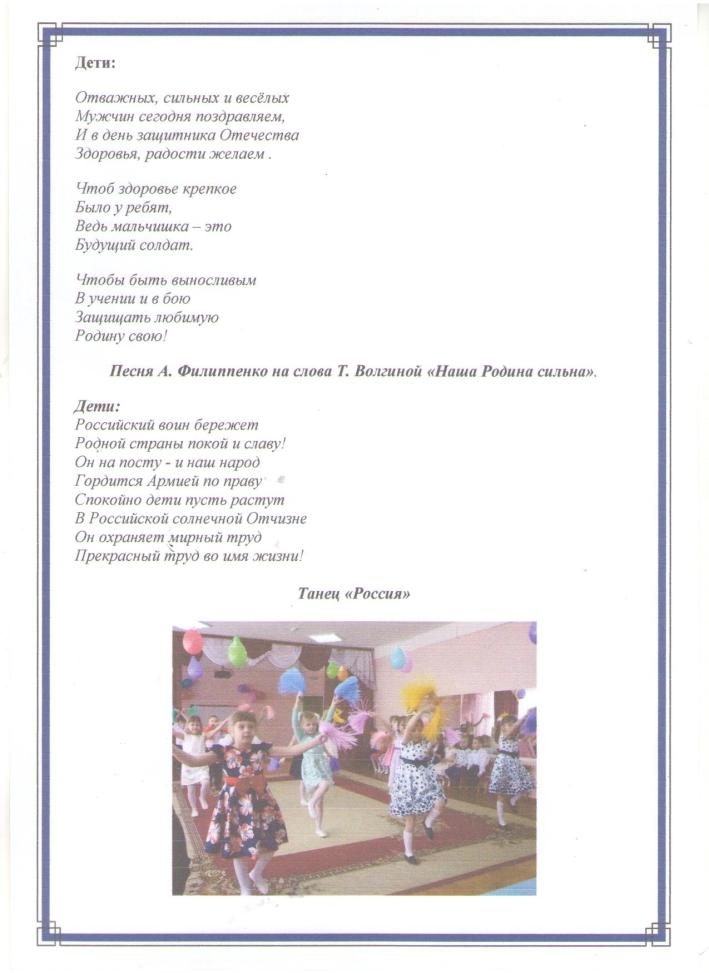 Дети:
Отважных, сильных и весёлых
Мужчин сегодня поздравляем,
И в день защитника Отечества
Здоровья, радости желаем .
Чтоб здоровье крепкое
Было у ребят,
Ведь мальчишка – это
Будущий солдат.
Чтобы быть выносливым
В учении и в бою
Защищать любимую
Родину свою!
Песня А. Филиппенко на слова Т. Волгиной «Наша Родина сильна».
Дети:
Российский воин бережет
Родной страны покой и славу!
Он на посту - и наш народ
Гордится Армией по праву
Спокойно дети пусть растут
В Российской солнечной Отчизне
Он охраняет мирный труд
Прекрасный труд во имя жизни!
Танец «Россия»